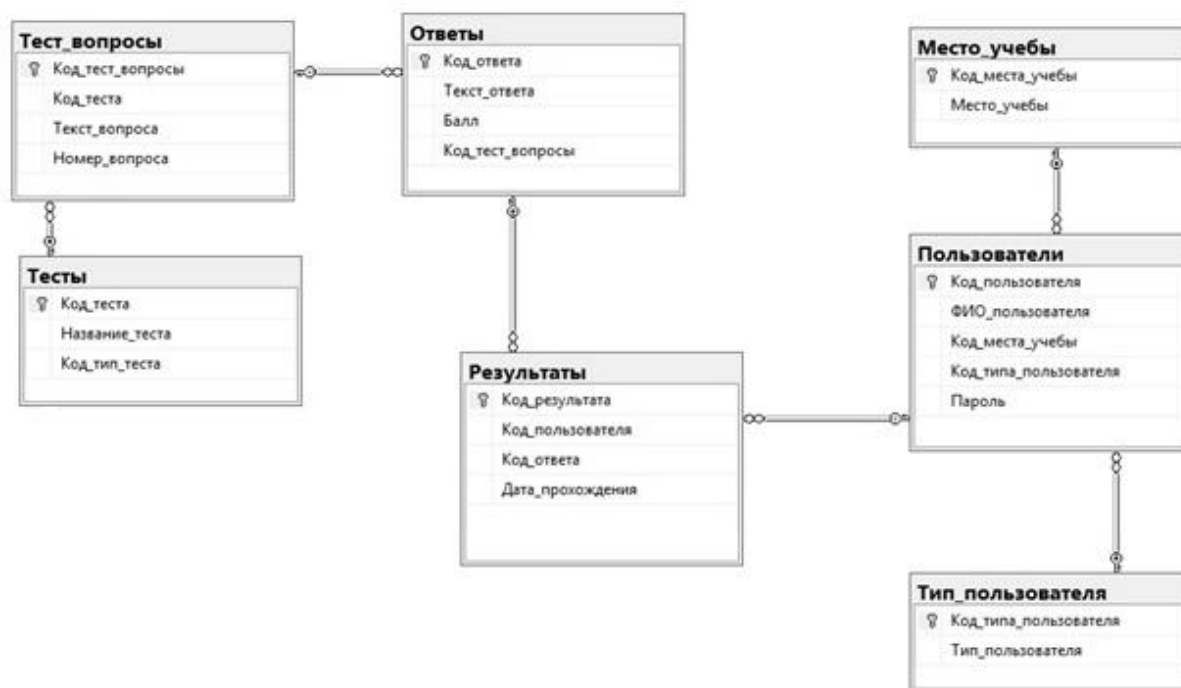 Тест_вопросы
Код_тест_вопросы
Код_теста
Текст_вопроса
Номер_вопроса
Ответы
Код_ответа
Текст_ответа
Балл
Код_тест_вопросы
Место_учебы
Код_места_учебы
Место_учебы
Тесты
Код_теста
Название_теста
Код_тип_теста
Пользователи
Код_пользователя
ФИО_пользователя
Код_места_учебы
Код_типа_пользователя
Пароль
Результаты
Код_результата
Код_пользователя
Код_ответа
Дата_прохождения
Тип_пользователя
Код_типа_пользователя
Тип_пользователя